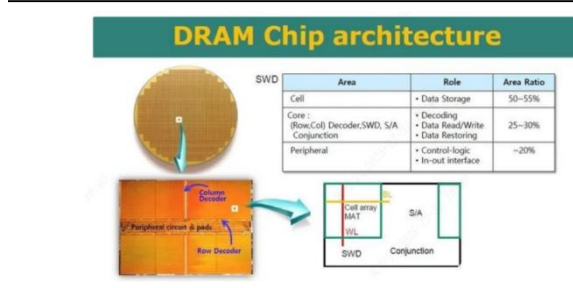 DRAM Chip architecture
SWD
Area Role Area Ratio
Cell • Data Storage 50~55%
Core :
(Row,Col) Decoder,SWD, S/A
Conjunction
• Decoding
• Data Read/Write
• Data Restoring
25~30%
Peripheral
• Control-logic
• In-out interface
~20%
Column
Decoder
Peripheral circuit & pads
Row Decoder
BL
Cell array
MAT
S/A
WL
SWD
Conjunction